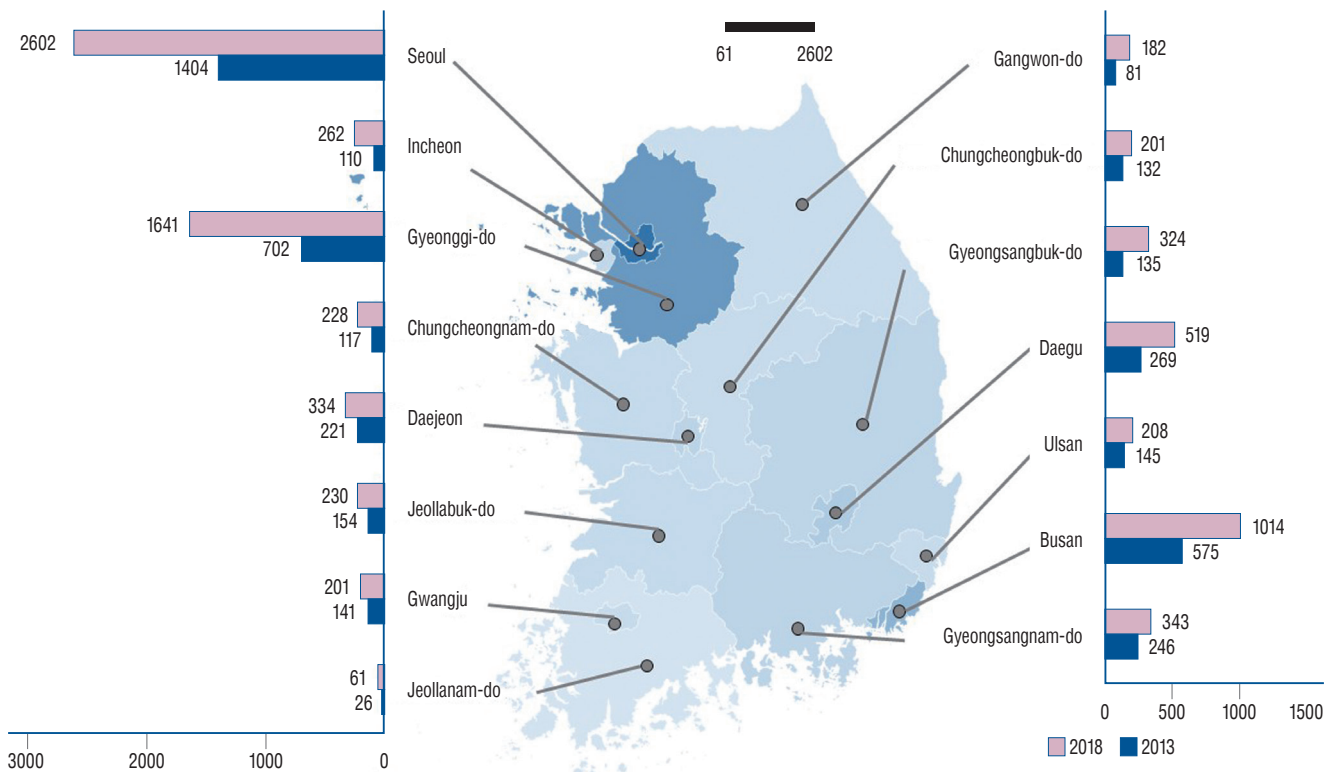 2602
1404
Seoul
262
110
Incheon
1641
702
Gyeonggi-do
228
117
Chungcheongnam-do
334
221
Daejeon
230
154
Jeollabuk-do
201
141
Gwangju
61
26
Jeollanam-do
3000 2000 1000 0
61 2602
Gangwon-do
182
81
Chungcheongbuk-do
201
132
Gyeongsangbuk-do
324
135
Daegu
519
269
Ulsan
208
145
Busan
1014
575
Gyeongsangnam-do
343
246
0 500 1000 1500
2018 2013